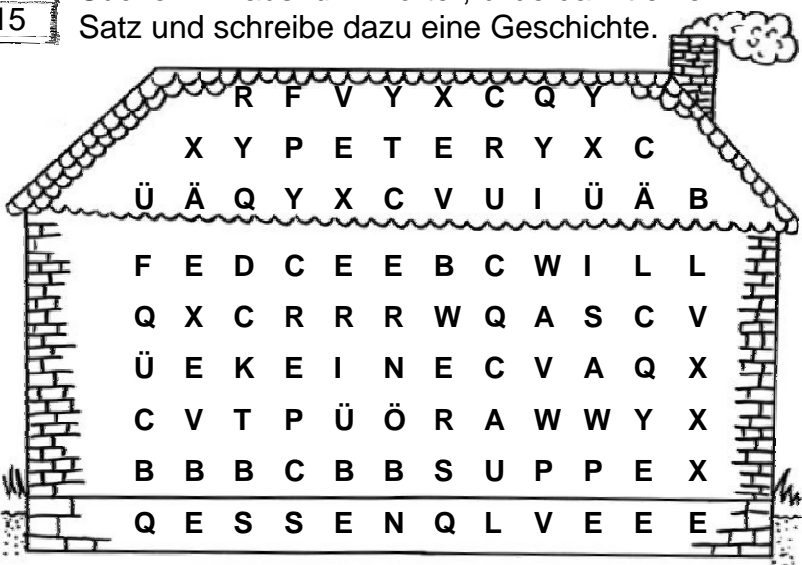 15
Satz und schreibe dazu eine Geschichte.
R F V Y X C Q Y
X Y P E T E R Y X C
Ü Ä Q Y X C V U I Ü Ä B
F E D C E E B C W I L L
Q X C R R R W Q A S C V
Ü E K E I N E C V A Q X
C V T P Ü Ö R A W W Y X
B B B C B B S U P P E X
Q E S S E N Q L V E E E